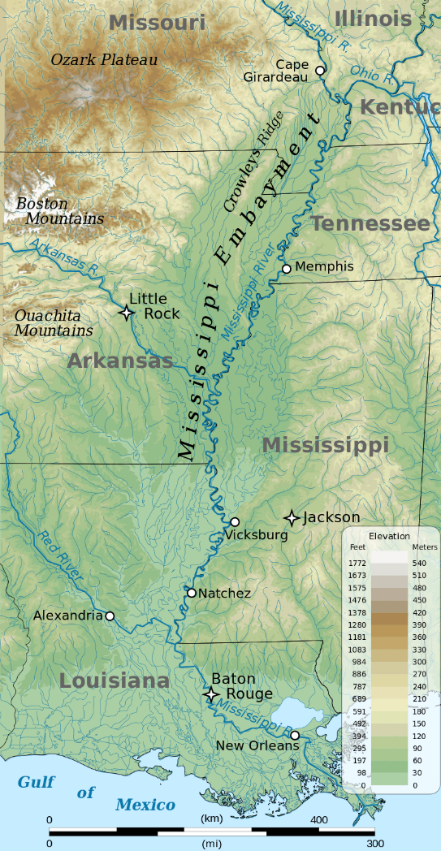 Missouri
Illinois
Mississippi R.
Ozark Plateau
Cape
Girardeau
Ohio R.
Kentuc
Crowleys Ridge
Mississippi Embayment
Boston
Mountains
Tennessee
Arkansas R.
Memphis
Mississippi River
Little
Rock
Ouachita
Mountains
Arkansas
Mississippi
Jackson
Vicksburg
Red River
Natchez
Alexandria
Louisiana
Baton
Rouge
Mississippi R.
New Orleans
Gulf of Mexico
Elevation
Feet Meters
1772 540
1673 510
1575 480
1476 450
1378 420
1280 390
1181 360
1083 330
984 300
886 270
787 240
689 210
591 180
492 150
394 120
295 90
197 60
98 30
0 0
0 (km) 400
0 (mi) 300